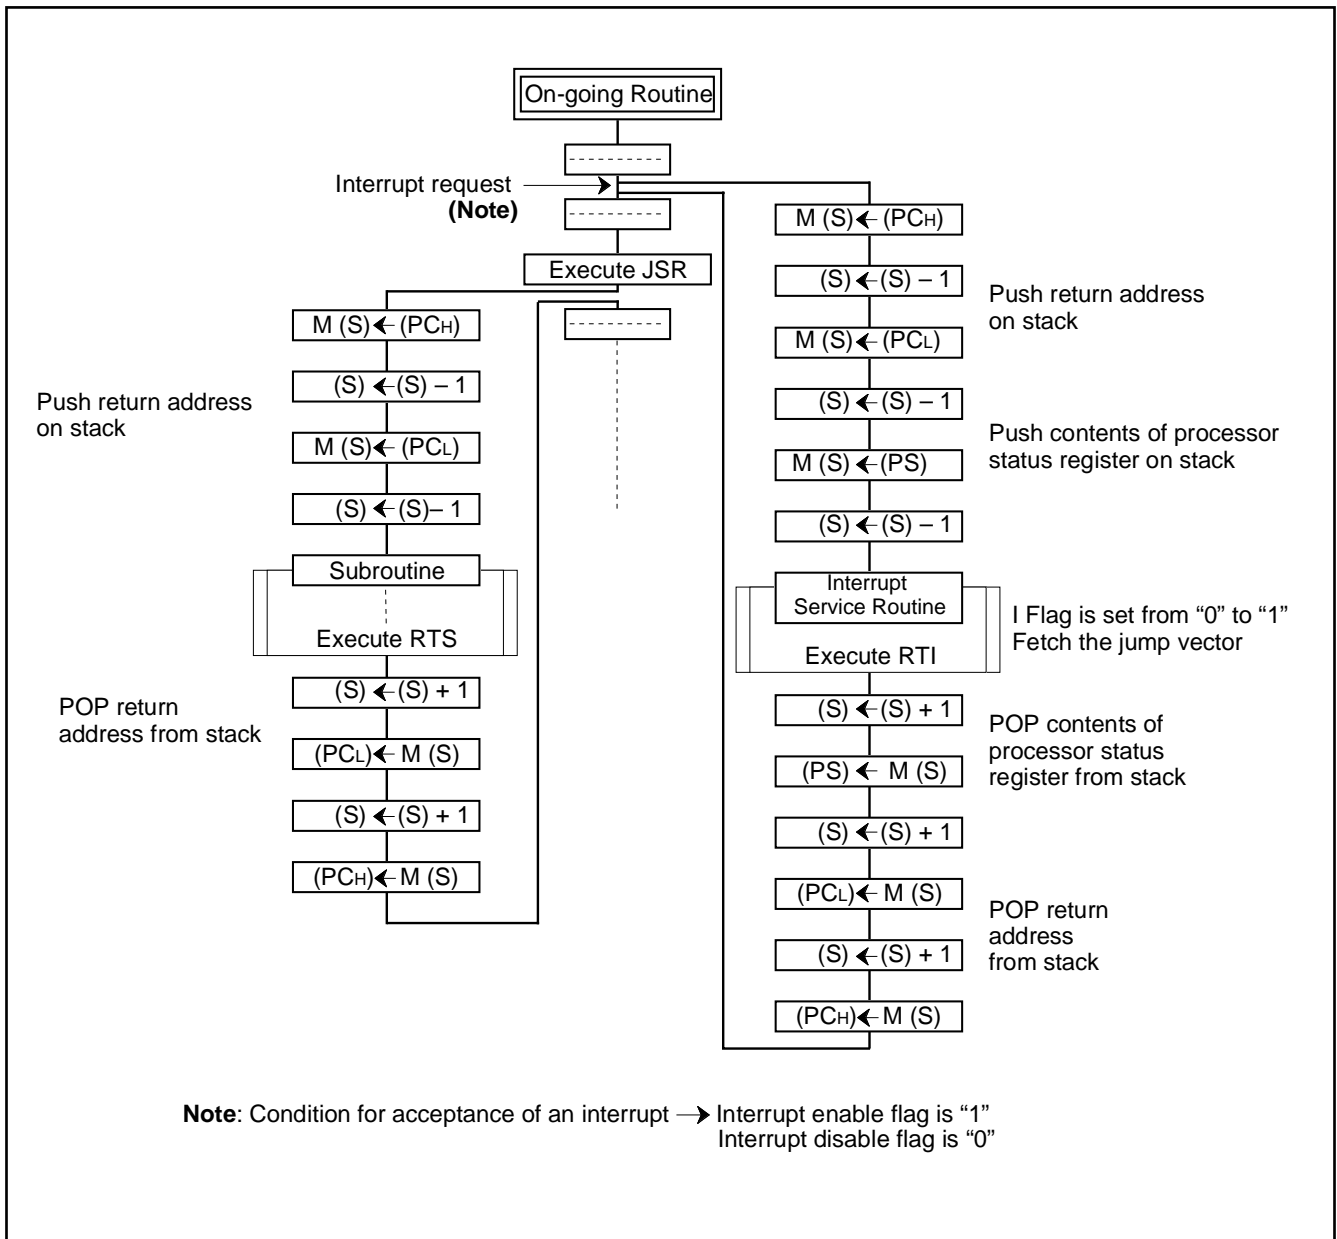 On-going Routine
Interrupt request
(Note)
Execute JSR
M (S) ← (PCH)
(S) ← (S) – 1
M (S) ← (PCL)
(S) ← (S)– 1
Push return address
on stack
Subroutine
Execute RTS
(S) ← (S) + 1
(PCL) ← M (S)
(S) ← (S) + 1
(PCH) ← M (S)
POP return
address from stack
M (S) ← (PCH)
(S) ← (S) – 1
M (S) ← (PCL)
(S) ← (S) – 1
M (S) ← (PS)
(S) ← (S) – 1
Push return address
on stack
Push contents of processor
status register on stack
Interrupt
Service Routine
Execute RTI
I Flag is set from “0” to “1”
Fetch the jump vector
(S) ← (S) + 1
(PS) ← M (S)
(S) ← (S) + 1
(PCL) ← M (S)
(S) ← (S) + 1
(PCH) ← M (S)
POP contents of
processor status
register from stack
POP return
address
from stack
Note: Condition for acceptance of an interrupt → Interrupt enable flag is “1”
Interrupt disable flag is “0”